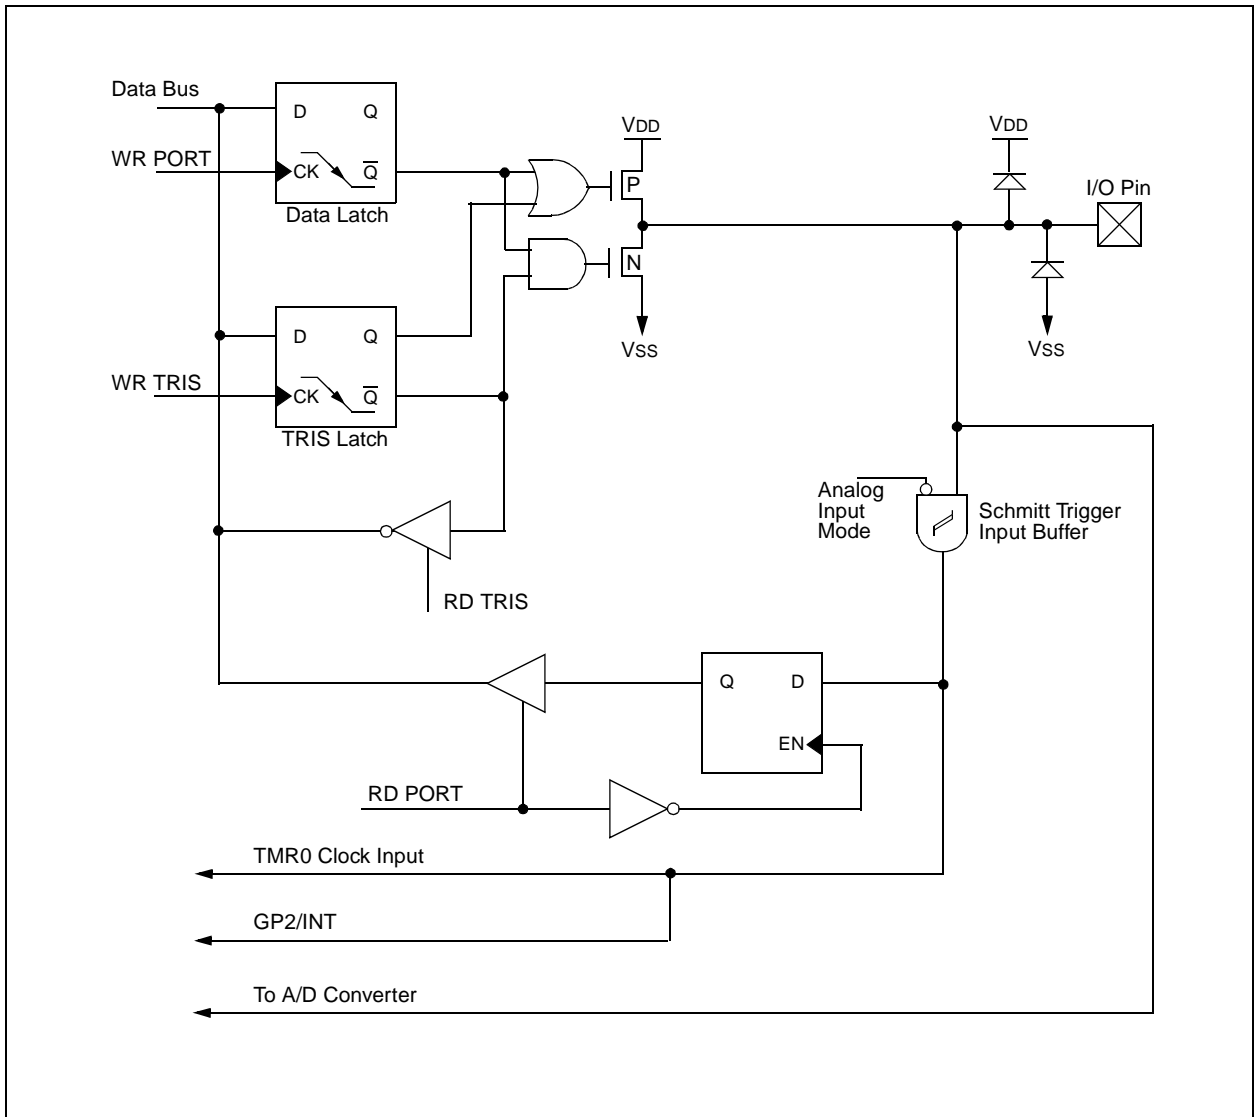 Data Bus
D Q
WR PORT
CK Q
Data Latch
VDD
P
N
VSS
VDD
I/O Pin
VSS
D Q
WR TRIS
CK Q
TRIS Latch
RD TRIS
Analog
Input
Mode
Schmitt Trigger
Input Buffer
Q D
EN
RD PORT
TMR0 Clock Input
GP2/INT
To A/D Converter